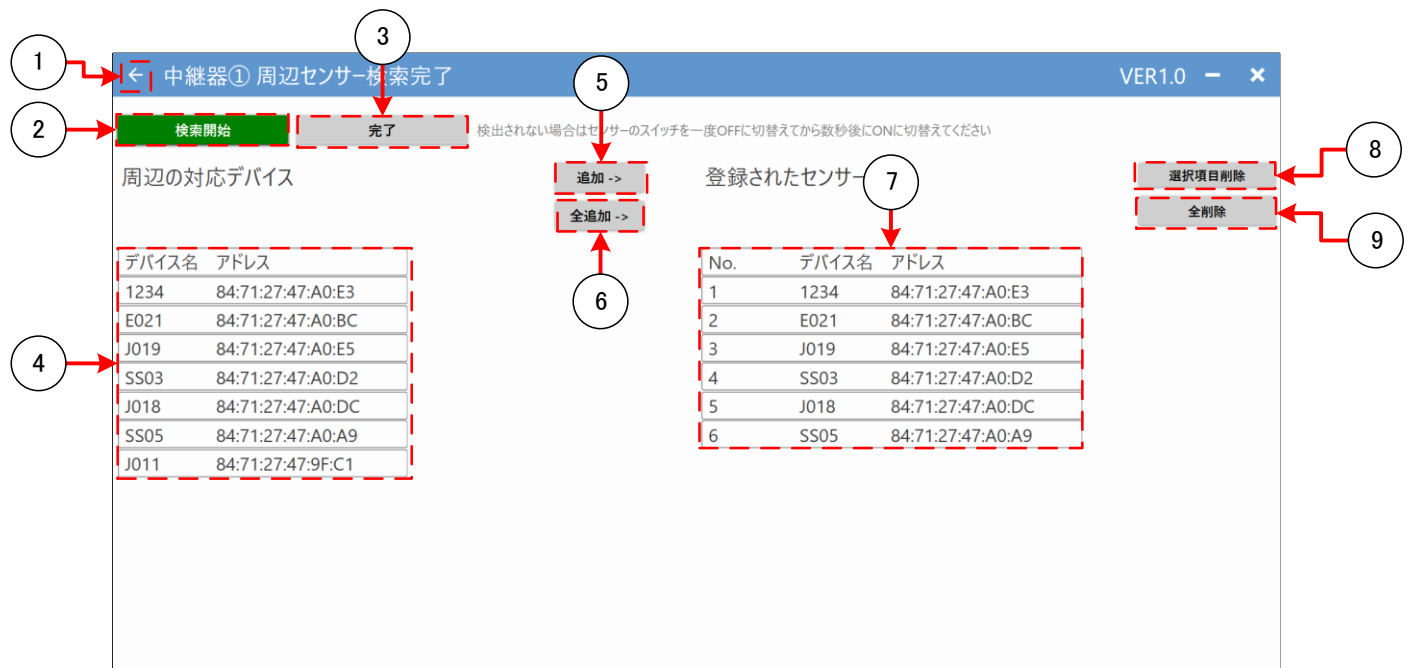 3
1
5
← 中継器① 周辺センサー検索完了 VER1.0 − ×
2
検索開始 完了 検出されない場合はセンサーのスイッチを一度OFFに切替えてから数秒後にONに切替えてください
8
周辺の対応デバイス 追加 -> 登録されたセンサー 7 選択項目削除
全追加 -> 全削除
9
デバイス名 アドレス
1234 84:71:27:47:A0:E3
E021 84:71:27:47:A0:BC
J019 84:71:27:47:A0:E5
SS03 84:71:27:47:A0:D2
J018 84:71:27:47:A0:DC
SS05 84:71:27:47:A0:A9
J011 84:71:27:47:9F:C1
4
6
No. デバイス名 アドレス
1 1234 84:71:27:47:A0:E3
2 E021 84:71:27:47:A0:BC
3 J019 84:71:27:47:A0:E5
4 SS03 84:71:27:47:A0:D2
5 J018 84:71:27:47:A0:DC
6 SS05 84:71:27:47:A0:A9